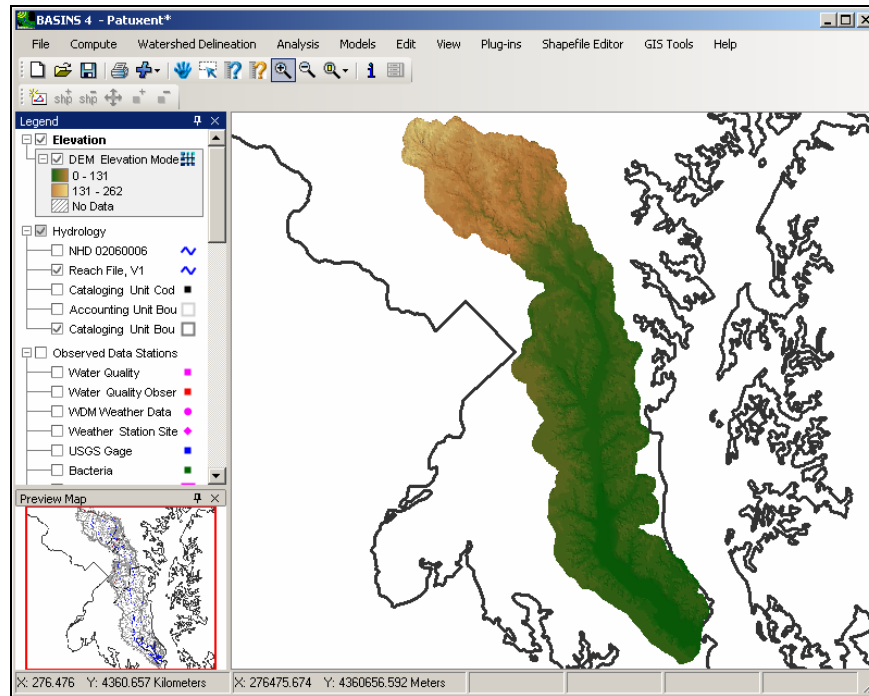 BASINS 4 - Patuxent*
File Compute Watershed Delineation Analysis Models Edit View Plug-ins Shapefile Editor GIS Tools Help
shp shp
Legend
Elevation
DEM Elevation Mode
0 - 131
131 - 262
No Data
Hydrology
NHD 02060006
Reach File, V1
Cataloging Unit Cod
Accounting Unit Bou
Cataloging Unit Bou
Observed Data Stations
Water Quality
Water Quality Obser
WDM Weather Data
Weather Station Site
USGS Gage
Bacteria
Preview Map
X: 276.476 Y: 4360.657 Kilometers X: 276475.674 Y: 4360656.592 Meters